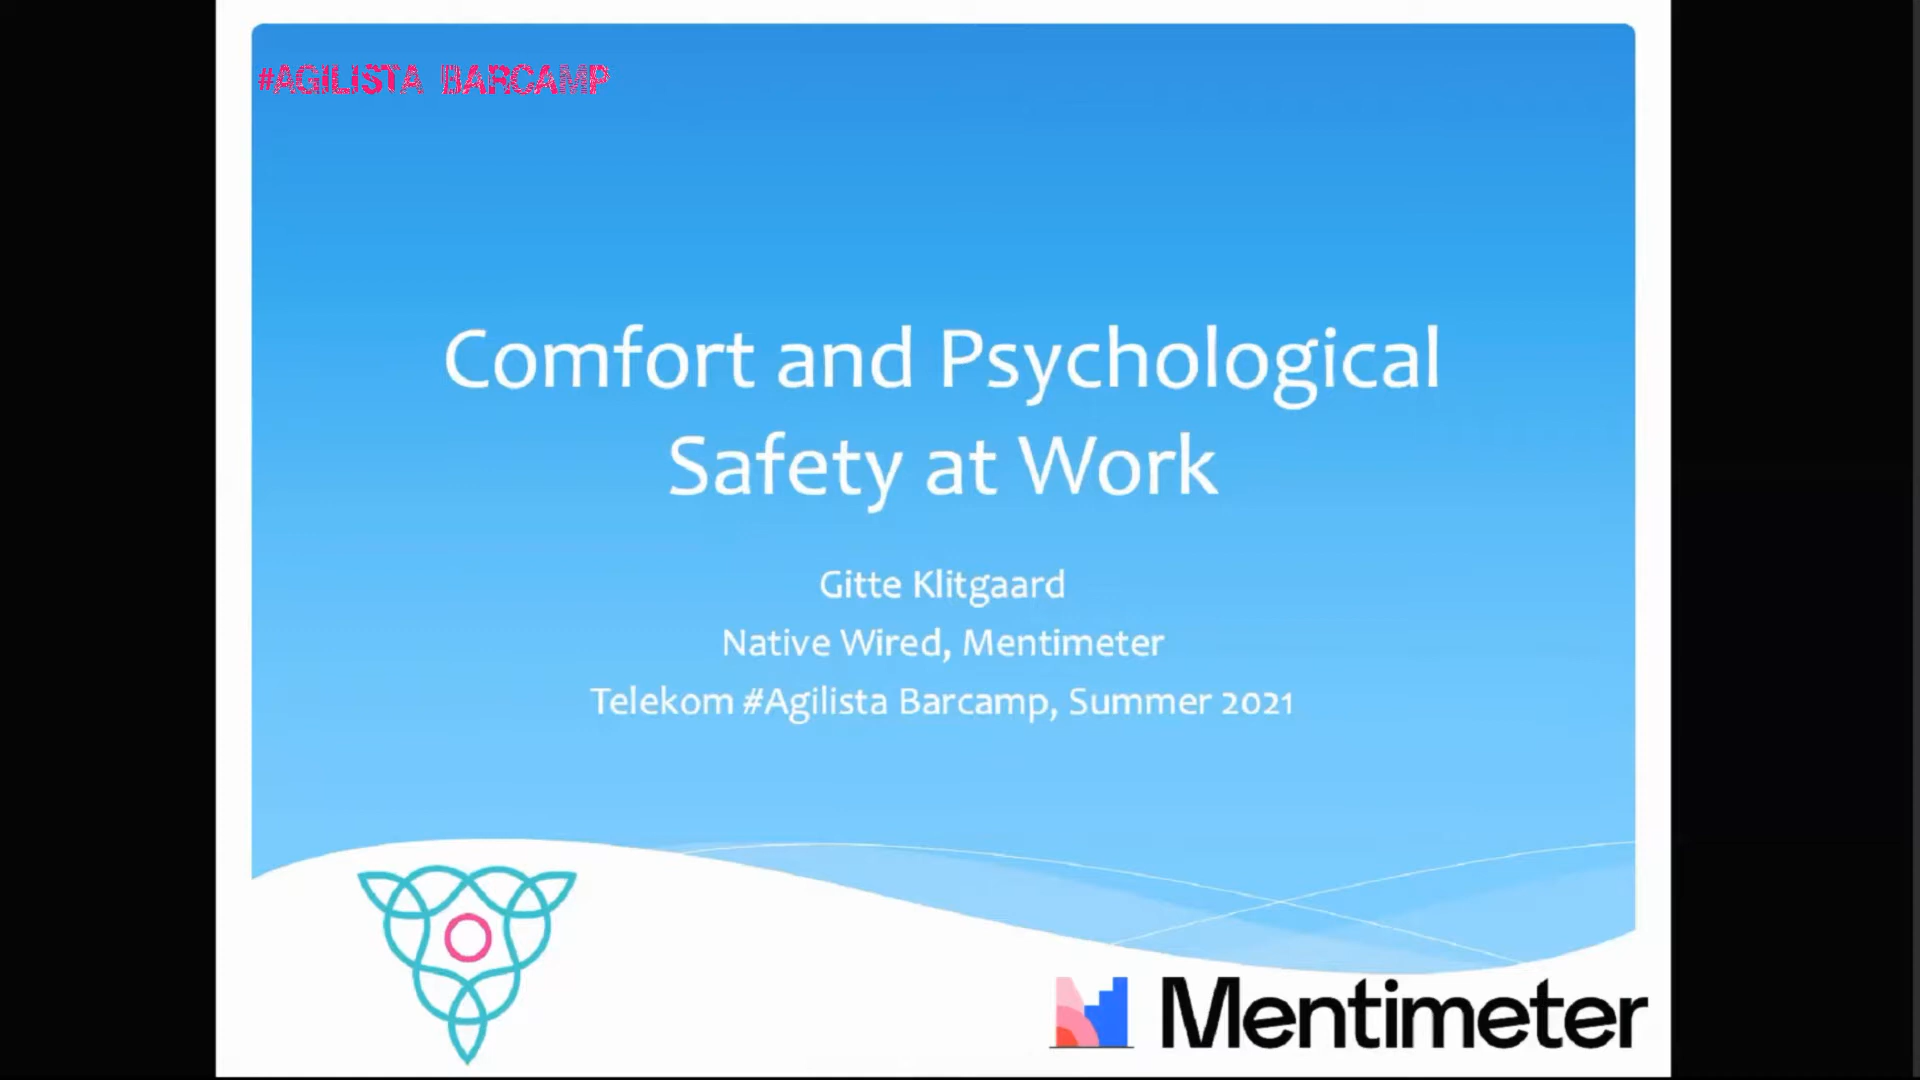 #AGILISTA BARCAMP
Comfort and Psychological
Safety at Work
Gitte Klitgaard
Native Wired, Mentimeter
Telekom #Agilista Barcamp, Summer 2021
Mentimeter